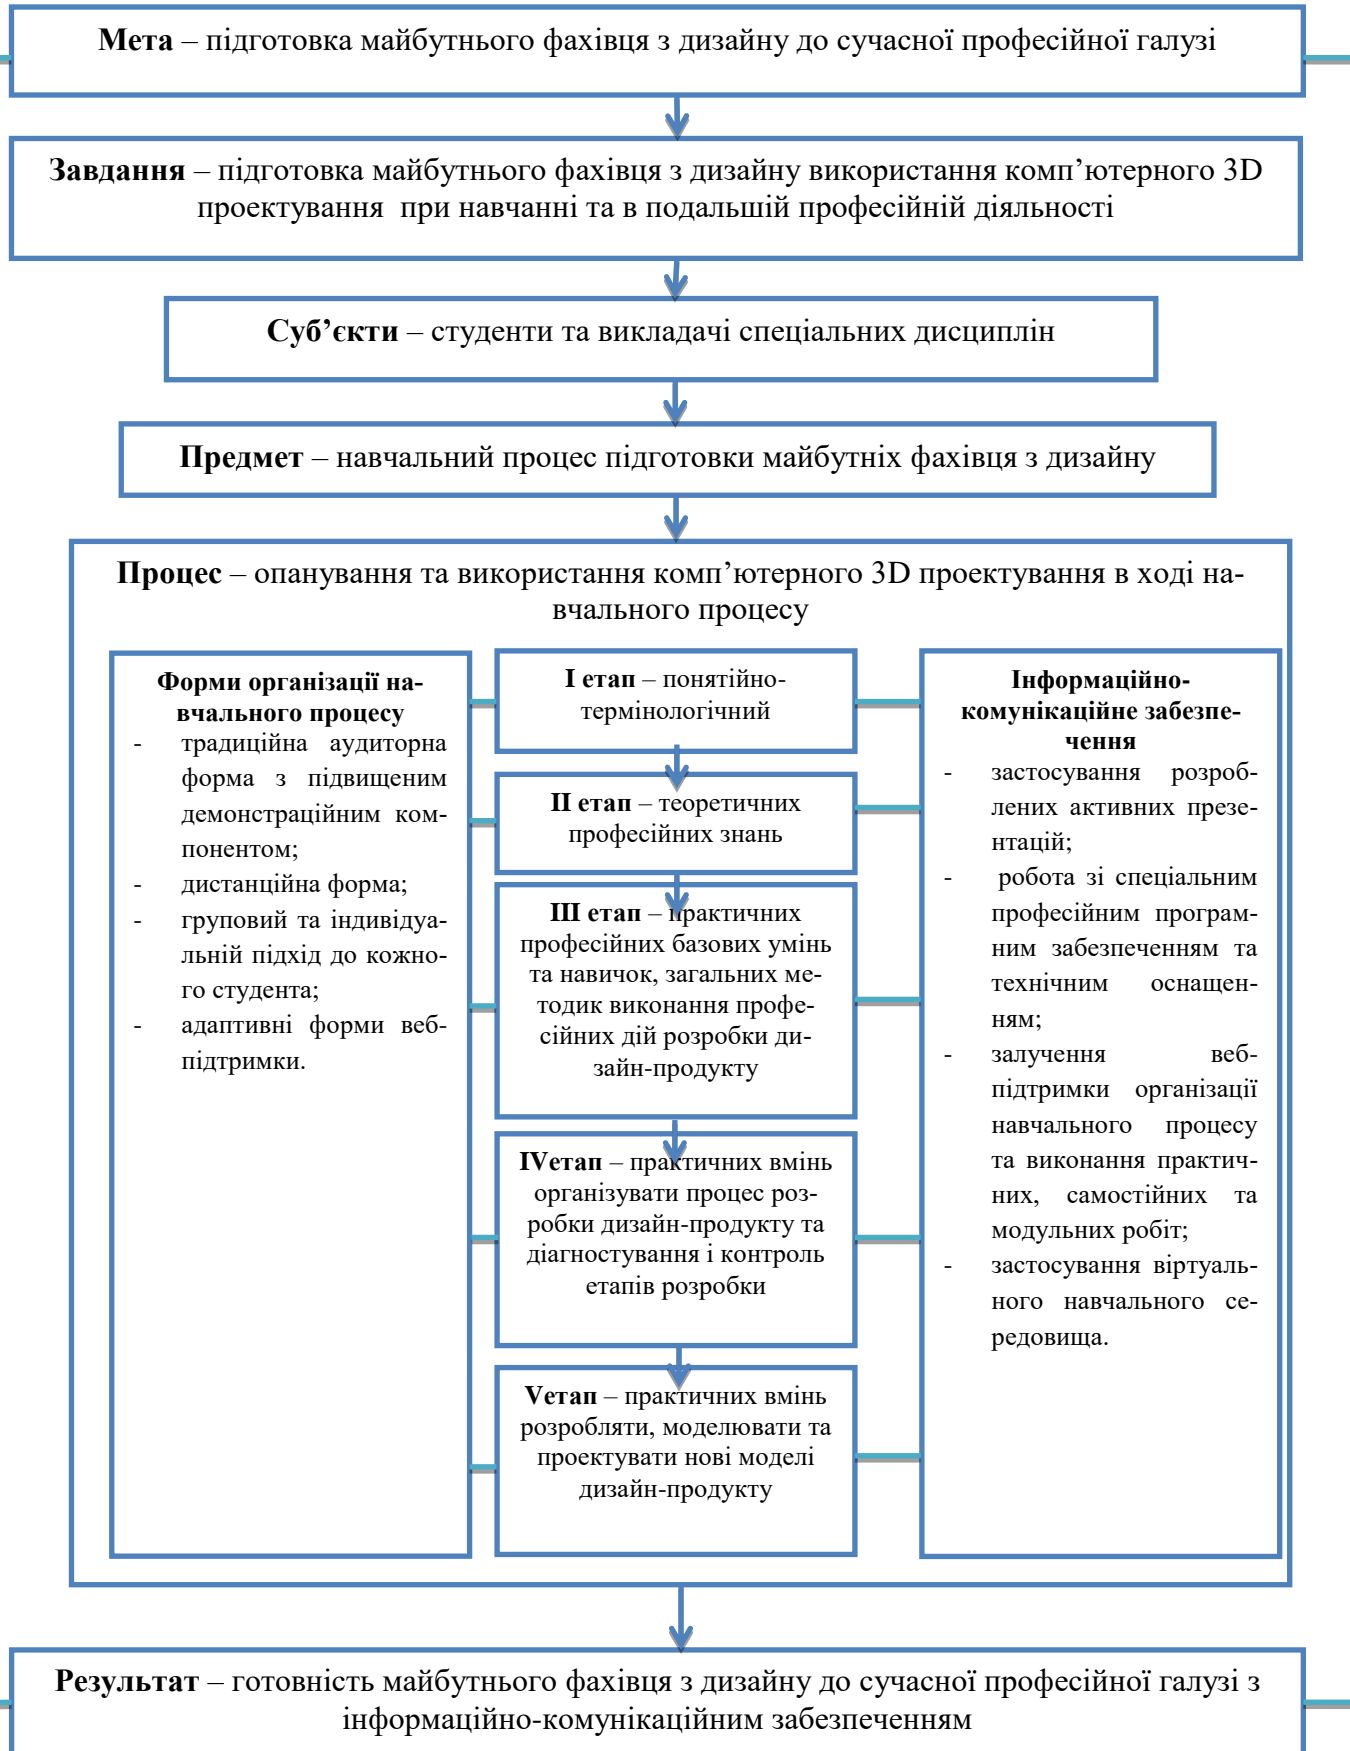 Мета – підготовка майбутнього фахівця з дизайну до сучасної професійної галузі
Завдання – підготовка майбутнього фахівця з дизайну використання комп’ютерного 3D
проектування при навчанні та в подальшій професійній діяльності
Суб’єкти – студенти та викладачі спеціальних дисциплін
Предмет – навчальний процес підготовки майбутніх фахівця з дизайну
Процес – опанування та використання комп’ютерного 3D проектування в ході на-
вчального процесу
Форми організації на-
вчального процесу
- традиційна аудиторна
форма з підвищеним
демонстраційним ком-
понентом;
- дистанційна форма;
- груповий та індивідуа-
льній підхід до кожно-
го студента;
- адаптивні форми веб-
підтримки.
І етап – понятійно-
термінологічний
ІІ етап – теоретичних
професійних знань
ІІІ етап – практичних
професійних базових умінь
та навичок, загальних ме-
тодик виконання профе-
сійних дій розробки ди-
зайн-продукту
IVетап – практичних вмінь
організувати процес роз-
робки дизайн-продукту та
діагностування і контроль
етапів розробки
Vетап – практичних вмінь
розробляти, моделювати та
проектувати нові моделі
дизайн-продукту
Інформаційно-
комунікаційне забезпе-
чення
- застосування розроб-
лених активних презе-
нтацій;
- робота зі спеціальним
професійним програм-
ним забезпеченням та
технічним оснащен-
ням;
- залучення веб-
підтримки організації
навчального процесу
та виконання практич-
них, самостійних та
модульних робіт;
- застосування віртуаль-
ного навчального се-
редовища.
Результат – готовність майбутнього фахівця з дизайну до сучасної професійної галузі з
інформаційно-комунікаційним забезпеченням